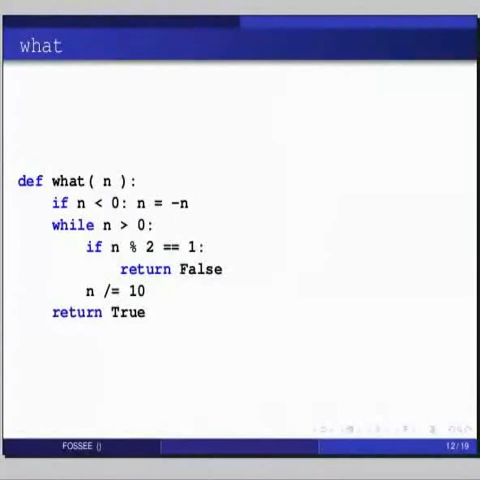 what
def what( n ):
    if n < 0: n = -n
    while n > 0:
        if n % 2 == 1:
            return False
        n /= 10
    return True
FOSSEE ()
12/19